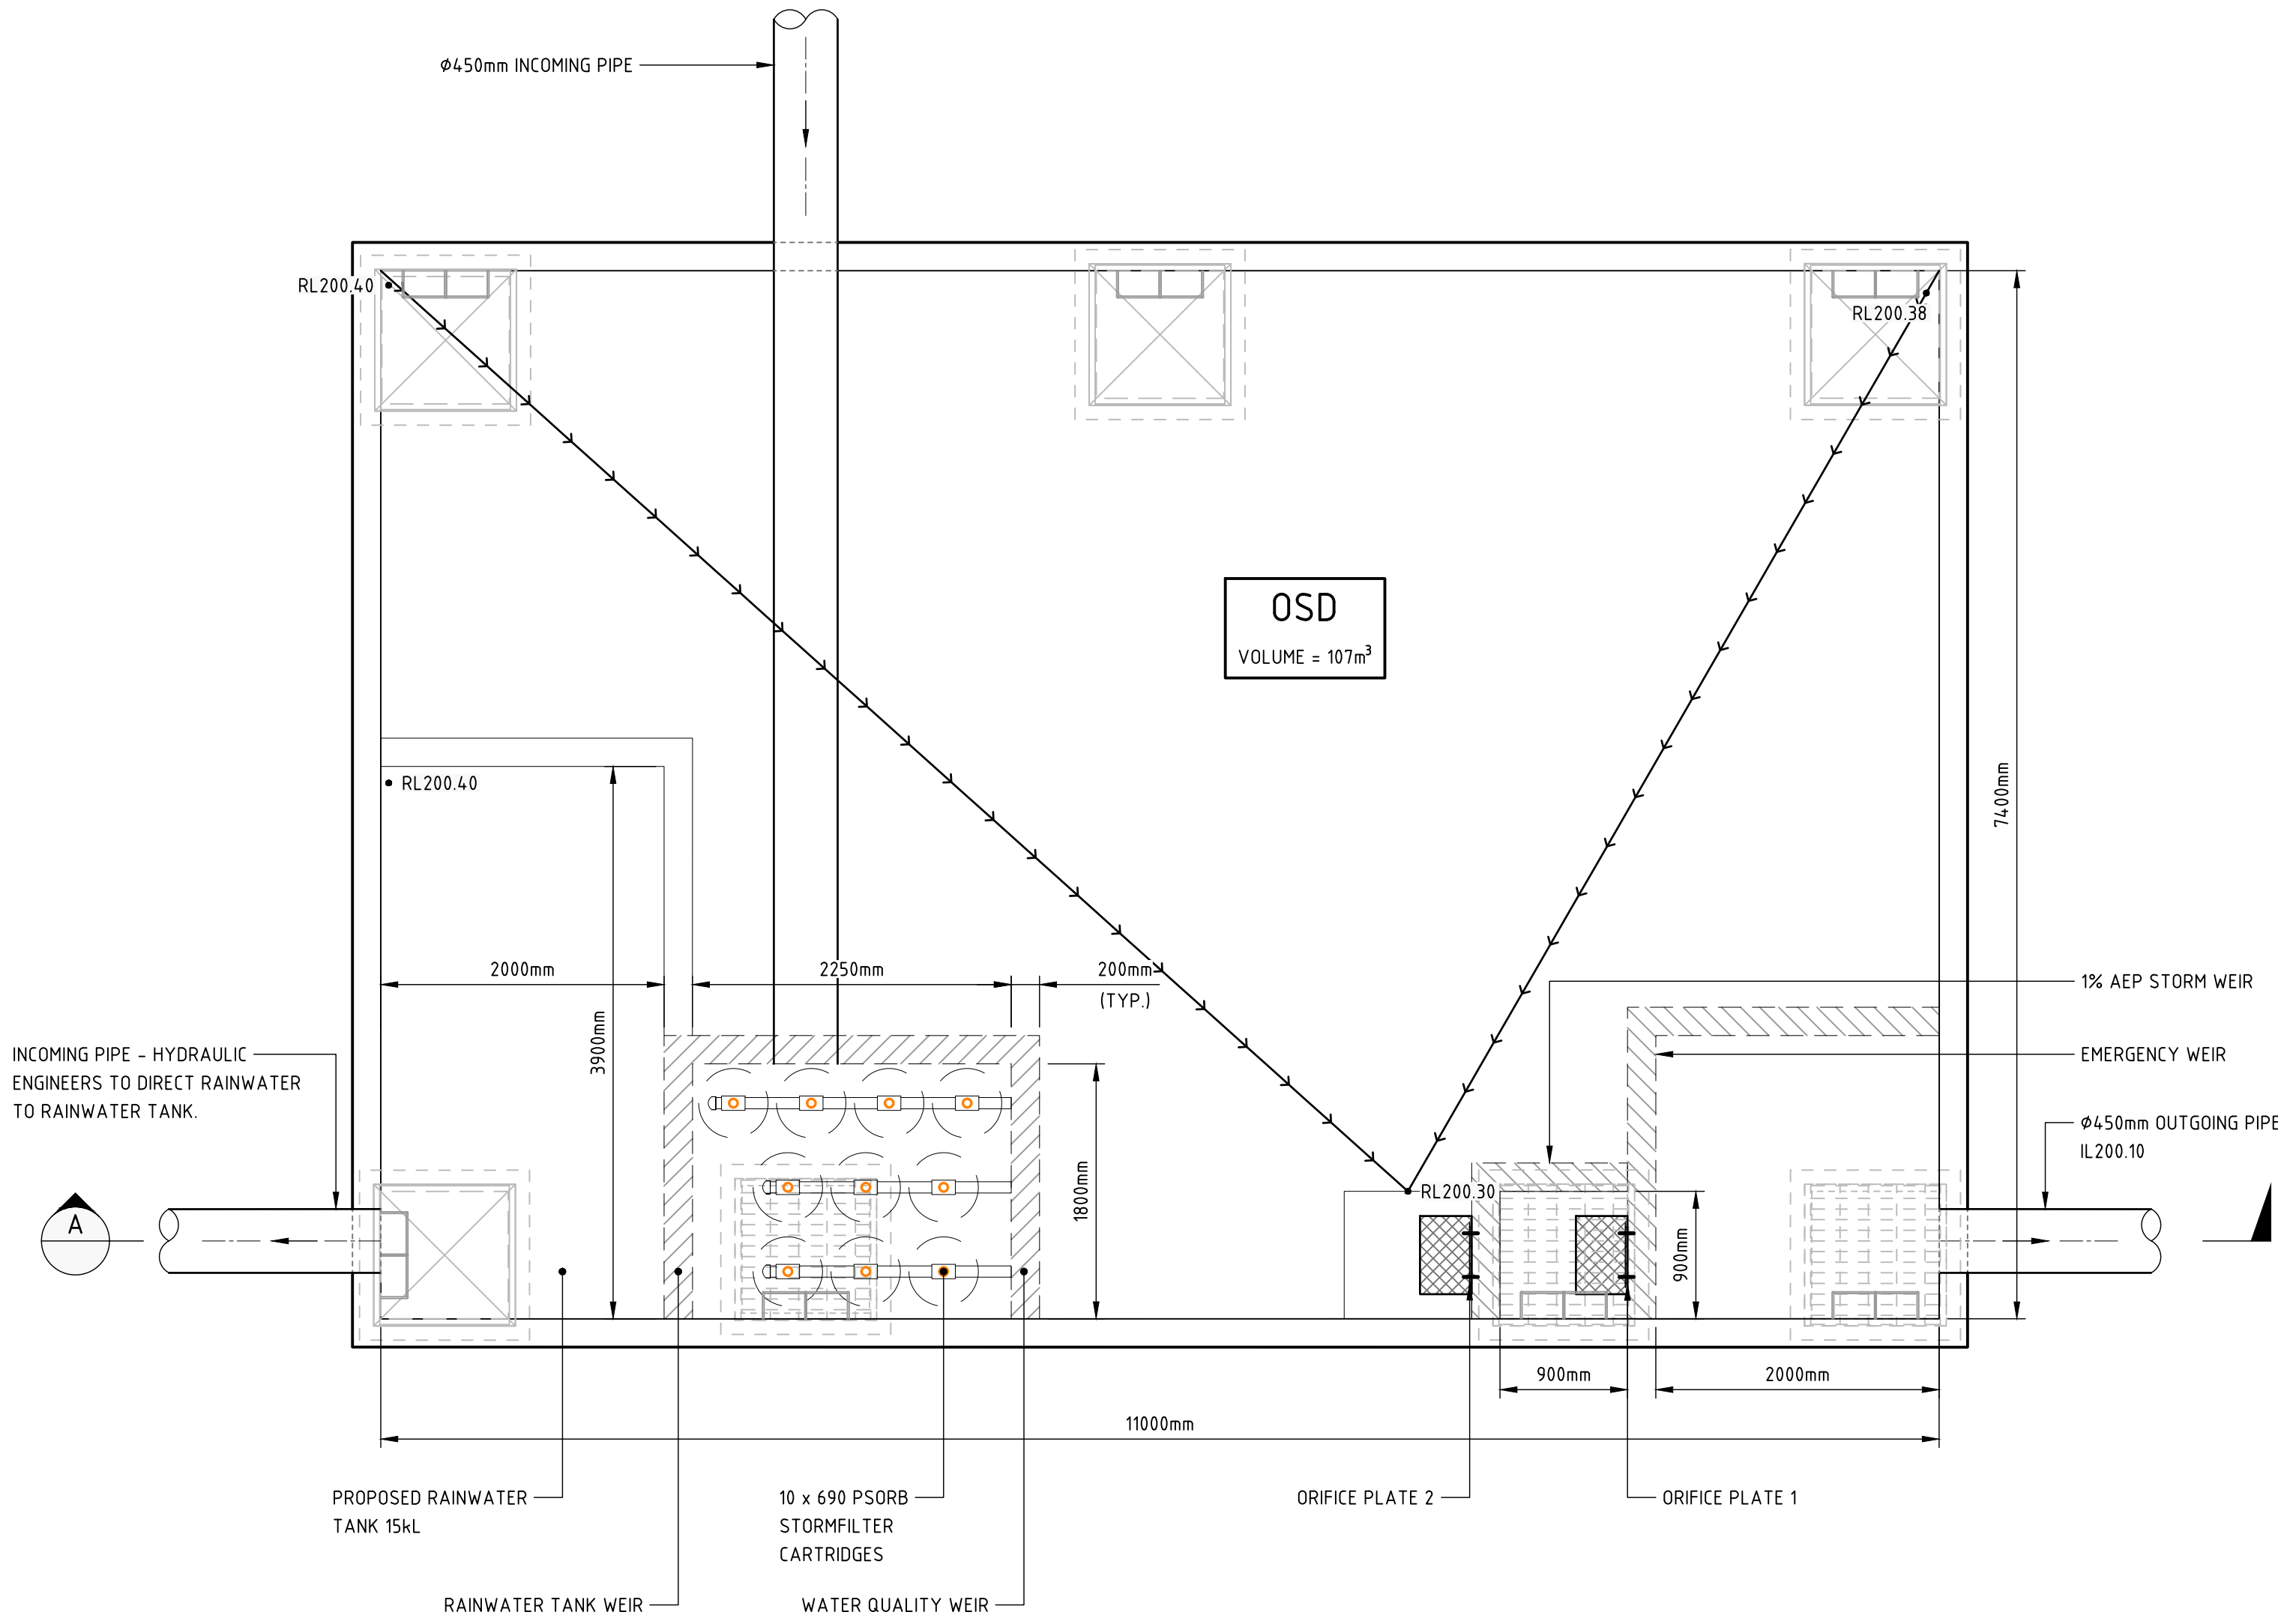 Ø450mm INCOMING PIPE
RL200.40
RL200.38
OSD
VOLUME = 107m³
RL200.40
7400mm
2000mm
2250mm
200mm
(TYP.)
3900mm
1% AEP STORM WEIR
EMERGENCY WEIR
INCOMING PIPE - HYDRAULIC
ENGINEERS TO DIRECT RAINWATER
TO RAINWATER TANK.
Ø450mm OUTGOING PIPE
IL200.10
1800mm
RL200.30
A
900mm
900mm
2000mm
11000mm
PROPOSED RAINWATER
TANK 15kL
10 x 690 PSORB
STORMFILTER
CARTRIDGES
ORIFICE PLATE 2
ORIFICE PLATE 1
RAINWATER TANK WEIR
WATER QUALITY WEIR